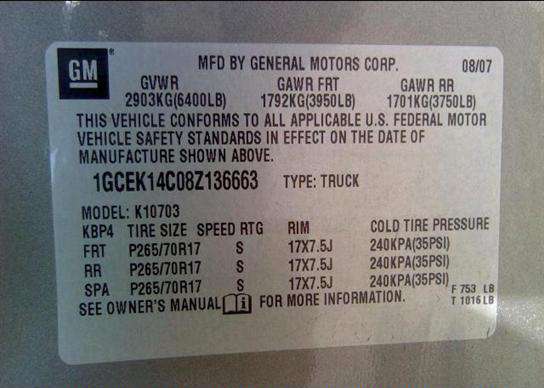 GM® MFD BY GENERAL MOTORS CORP. 08/07
GVWR GAWR FRT GAWR RR
2903KG(6400LB) 1792KG(3950LB) 1701KG(3750LB)
THIS VEHICLE CONFORMS TO ALL APPLICABLE U.S. FEDERAL MOTOR
VEHICLE SAFETY STANDARDS IN EFFECT ON THE DATE OF
MANUFACTURE SHOWN ABOVE.
1GCEK14C08Z136663 TYPE: TRUCK
MODEL: K10703
KBP4 TIRE SIZE SPEED RTG RIM COLD TIRE PRESSURE
FRT P265/70R17 S 17X7.5J 240KPA(35PSI)
RR P265/70R17 S 17X7.5J 240KPA(35PSI)
SPA P265/70R17 S 17X7.5J 240KPA(35PSI)
SEE OWNER'S MANUAL i FOR MORE INFORMATION.
F 753 LB
T 1016 LB